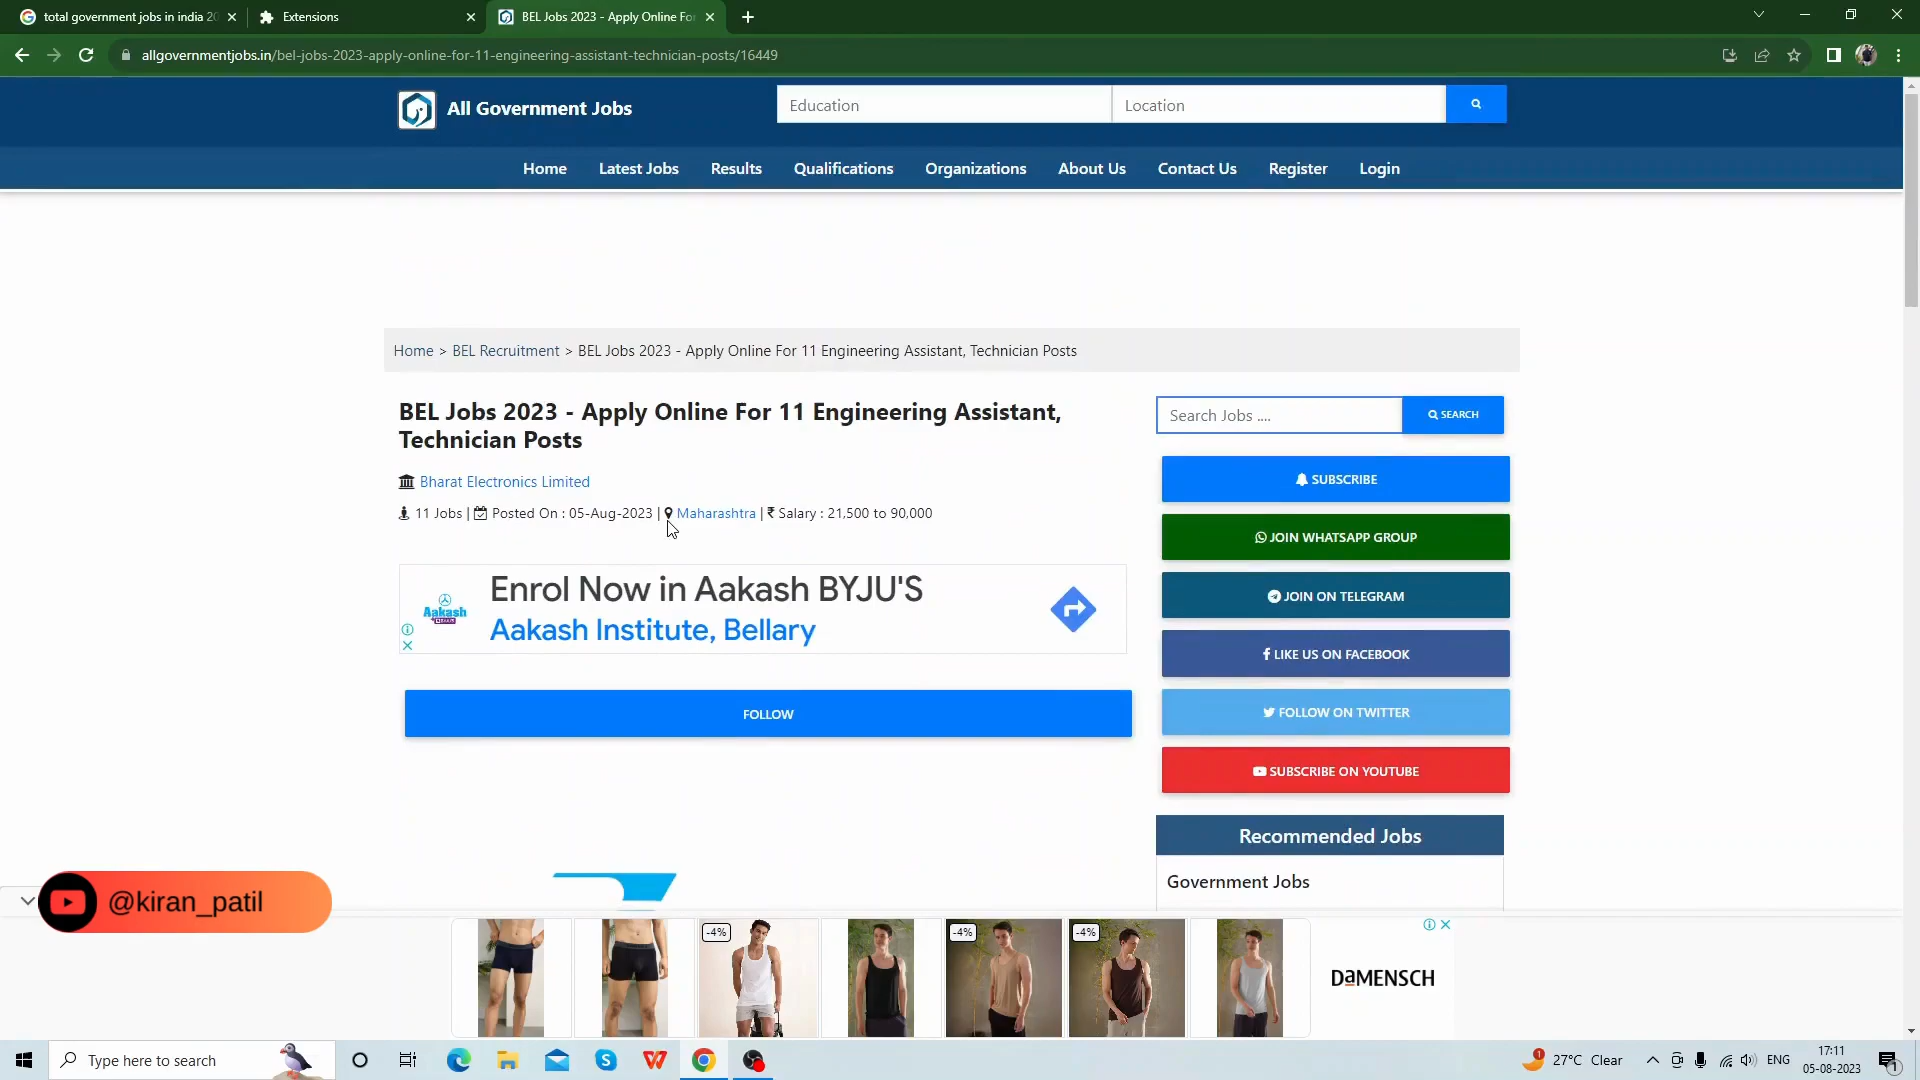 total government jobs in india 20
Extensions
BEL Jobs 2023 - Apply Online Fo
allgovernmentjobs.in/bel-jobs-2023-apply-online-for-11-engineering-assistant-technician-posts/16449
All Government Jobs
Education
Location
Home Latest Jobs Results Qualifications Organizations About Us Contact Us Register Login
Home > BEL Recruitment > BEL Jobs 2023 - Apply Online For 11 Engineering Assistant, Technician Posts
BEL Jobs 2023 - Apply Online For 11 Engineering Assistant,
Technician Posts
Bharat Electronics Limited
11 Jobs | Posted On : 05-Aug-2023 | Maharashtra | ₹ Salary : 21,500 to 90,000
Enrol Now in Aakash BYJU'S
Aakash Institute, Bellary
Aakash
FOLLOW
Search Jobs ....
SEARCH
SUBSCRIBE
JOIN WHATSAPP GROUP
JOIN ON TELEGRAM
LIKE US ON FACEBOOK
FOLLOW ON TWITTER
SUBSCRIBE ON YOUTUBE
Recommended Jobs
Government Jobs
@kiran_patil
-4%
-4%
-4%
DaMENSCH
Type here to search
1
27°C Clear
ENG
17:11
05-08-2023
1